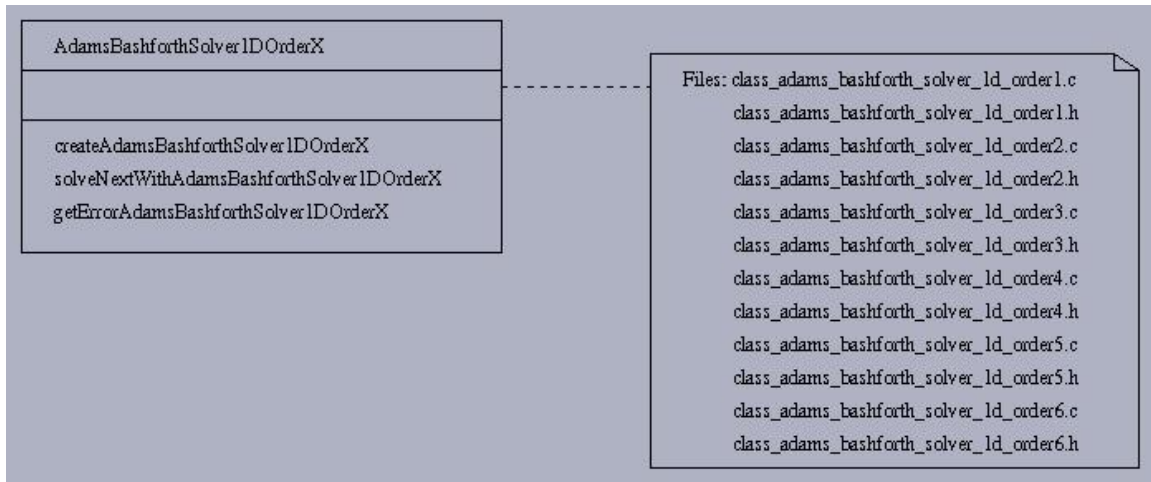 AdamsBashforthSolver1DOrderX
createAdamsBashforthSolver1DOrderX
solveNextWithAdamsBashforthSolver1DOrderX
getErrorAdamsBashforthSolver1DOrderX
Files: class_adams_bashforth_solver_1d_order1.c
class_adams_bashforth_solver_1d_order1.h
class_adams_bashforth_solver_1d_order2.c
class_adams_bashforth_solver_1d_order2.h
class_adams_bashforth_solver_1d_order3.c
class_adams_bashforth_solver_1d_order3.h
class_adams_bashforth_solver_1d_order4.c
class_adams_bashforth_solver_1d_order4.h
class_adams_bashforth_solver_1d_order5.c
class_adams_bashforth_solver_1d_order5.h
class_adams_bashforth_solver_1d_order6.c
class_adams_bashforth_solver_1d_order6.h